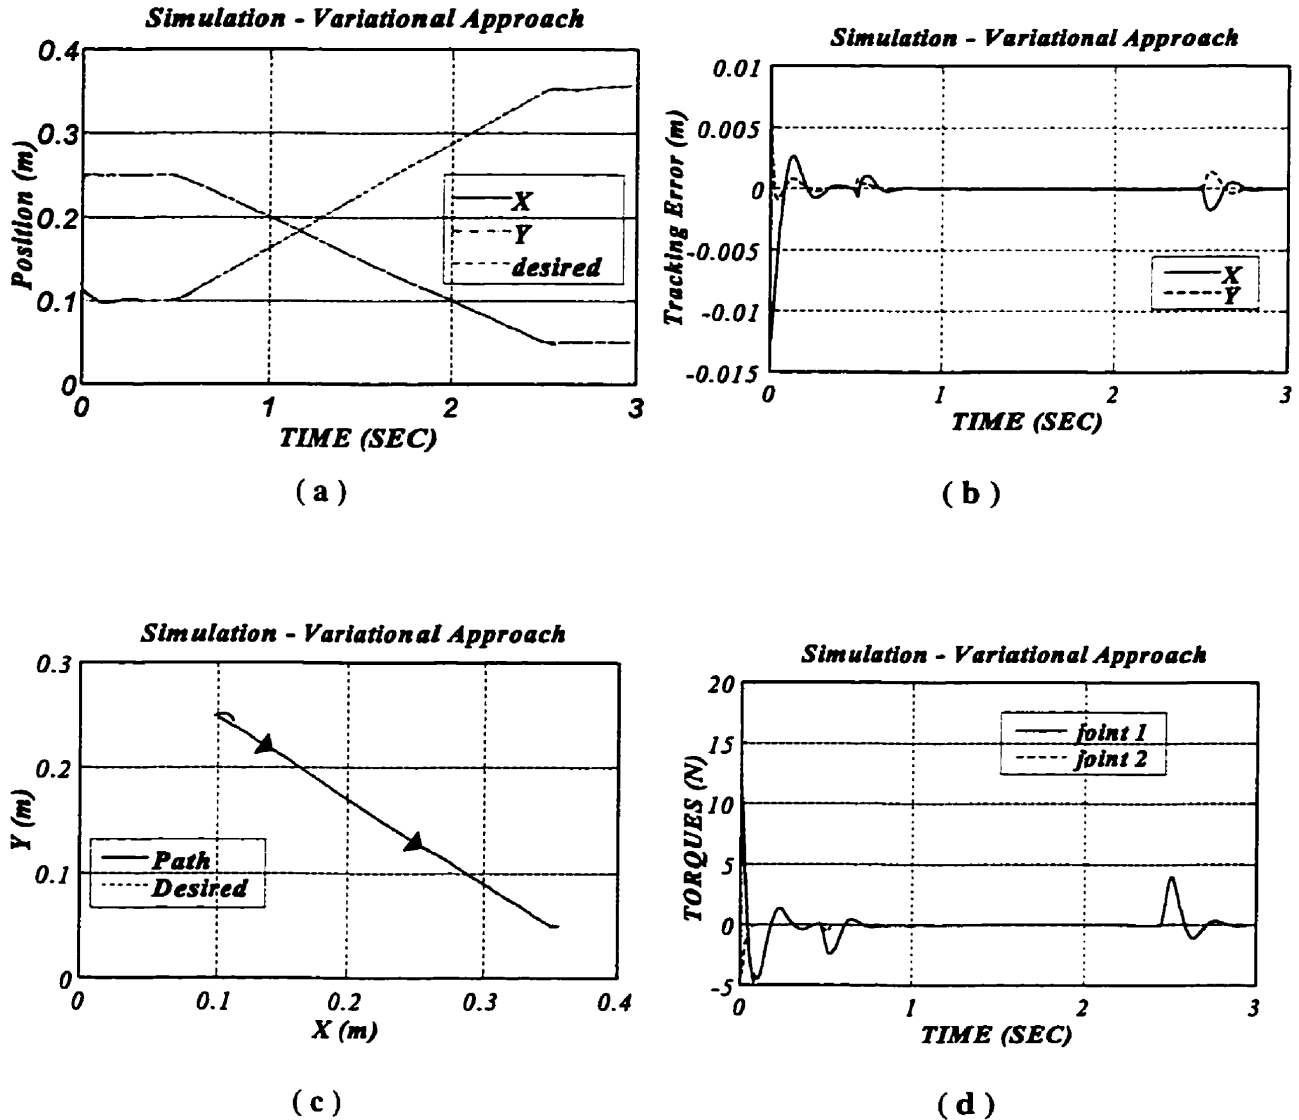 Simulation - Variational Approach
0.4
0.3
0.2
0.1
0
Position (m)
X
Y
desired
0 1 2 3
TIME (SEC)
( a )
Simulation - Variational Approach
0.01
0.005
0
-0.005
-0.01
-0.015
Tracking Error (m)
X
Y
0 1 2 3
TIME (SEC)
( b )
Simulation - Variational Approach
0.3
0.2
0.1
0
Y (m)
Path
Desired
0 0.1 0.2 0.3 0.4
X (m)
( c )
Simulation - Variational Approach
20
15
10
5
0
-5
TORQUES (N)
joint 1
joint 2
0 1 2 3
TIME (SEC)
( d )